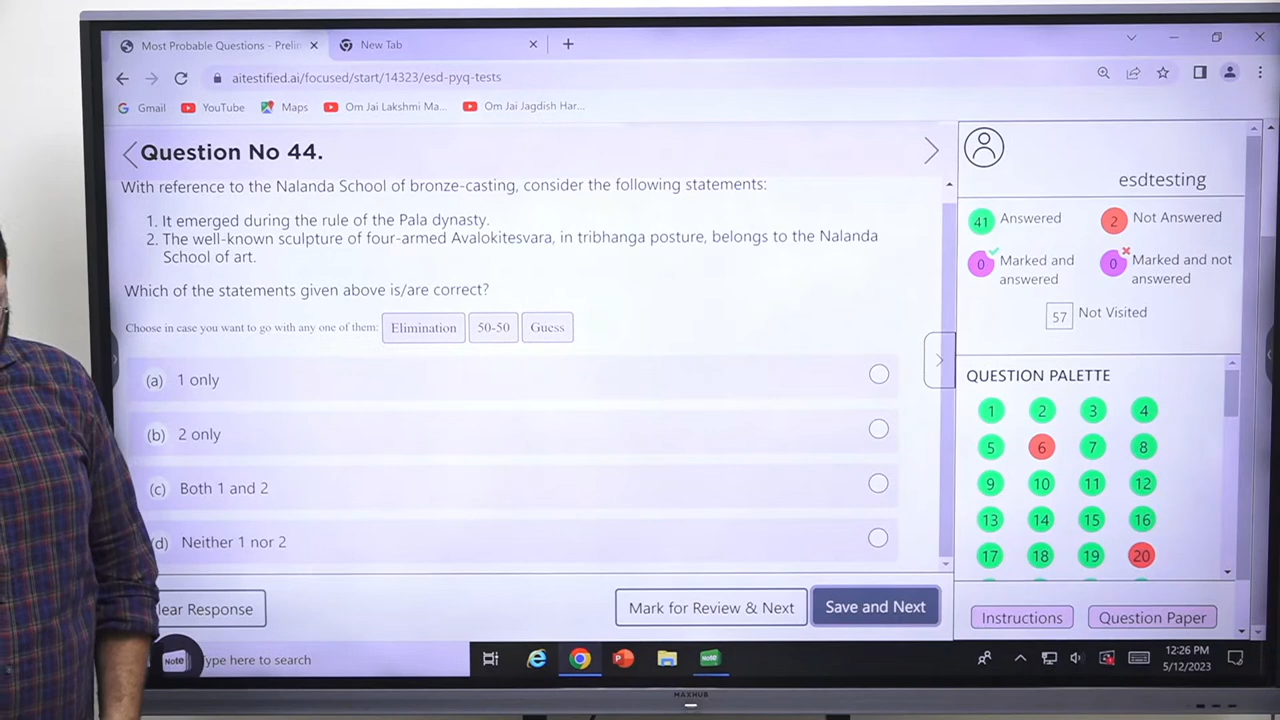 Most Probable Questions - Prelin
New Tab
aitestified.ai/focused/start/14323/esd-pyq-tests
Gmail
YouTube
Maps
Om Jai Lakshmi Ma...
Om Jai Jagdish Har...
Question No 44.
With reference to the Nalanda School of bronze-casting, consider the following statements:
1. It emerged during the rule of the Pala dynasty.
2. The well-known sculpture of four-armed Avalokitesvara, in tribhanga posture, belongs to the Nalanda
School of art.
Which of the statements given above is/are correct?
Choose in case you want to go with any one of them: Elimination 50-50 Guess
(a) 1 only
(b) 2 only
(c) Both 1 and 2
d) Neither 1 nor 2
lear Response
Mark for Review & Next
Save and Next
esdtesting
41 Answered
2 Not Answered
0 Marked and
answered
0 Marked and not
answered
57 Not Visited
QUESTION PALETTE
1 2 3 4
5 6 7 8
9 10 11 12
13 14 15 16
17 18 19 20
Instructions
Question Paper
Note
ype here to search
Note
12:26 PM
5/12/2023
MAXHUB